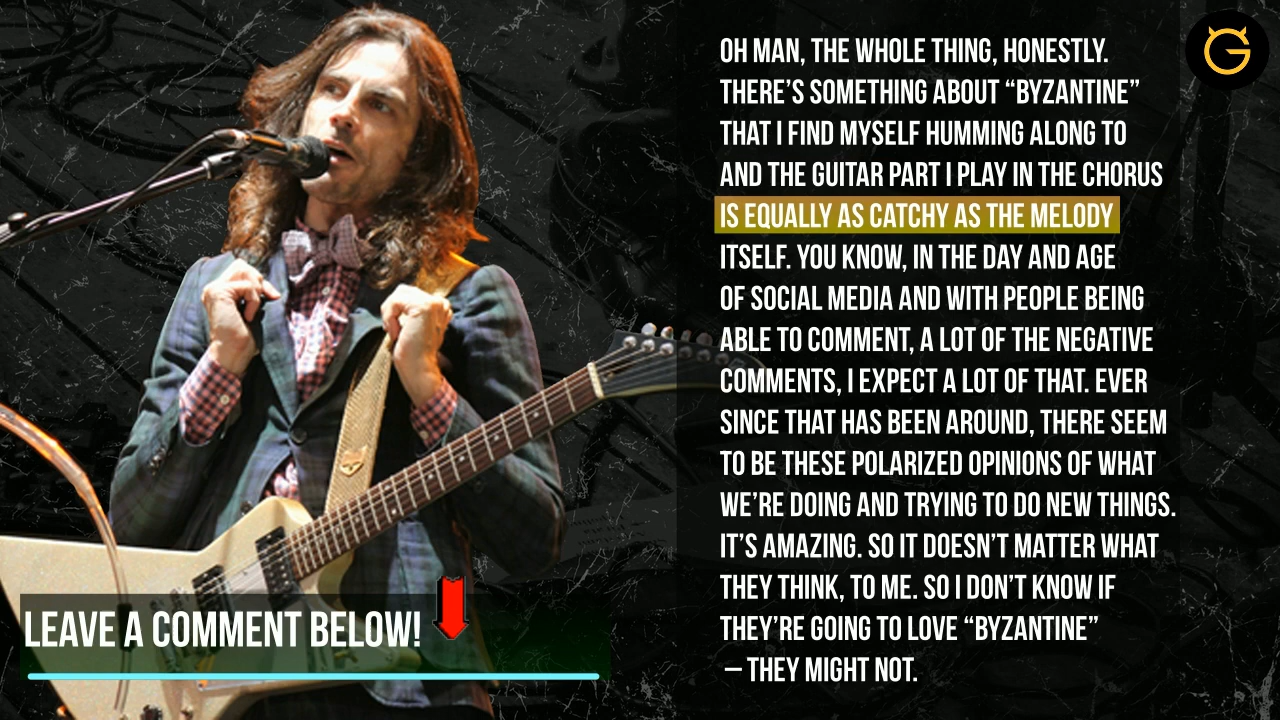 OH MAN, THE WHOLE THING, HONESTLY.
THERE'S SOMETHING ABOUT “BYZANTINE”
THAT I FIND MYSELF HUMMING ALONG TO
AND THE GUITAR PART I PLAY IN THE CHORUS
IS EQUALLY AS CATCHY AS THE MELODY
ITSELF. YOU KNOW, IN THE DAY AND AGE
OF SOCIAL MEDIA AND WITH PEOPLE BEING
ABLE TO COMMENT, A LOT OF THE NEGATIVE
COMMENTS, I EXPECT A LOT OF THAT. EVER
SINCE THAT HAS BEEN AROUND, THERE SEEM
TO BE THESE POLARIZED OPINIONS OF WHAT
WE'RE DOING AND TRYING TO DO NEW THINGS.
IT'S AMAZING. SO IT DOESN'T MATTER WHAT
THEY THINK, TO ME. SO I DON'T KNOW IF
THEY'RE GOING TO LOVE “BYZANTINE”
– THEY MIGHT NOT.
LEAVE A COMMENT BELOW!
G